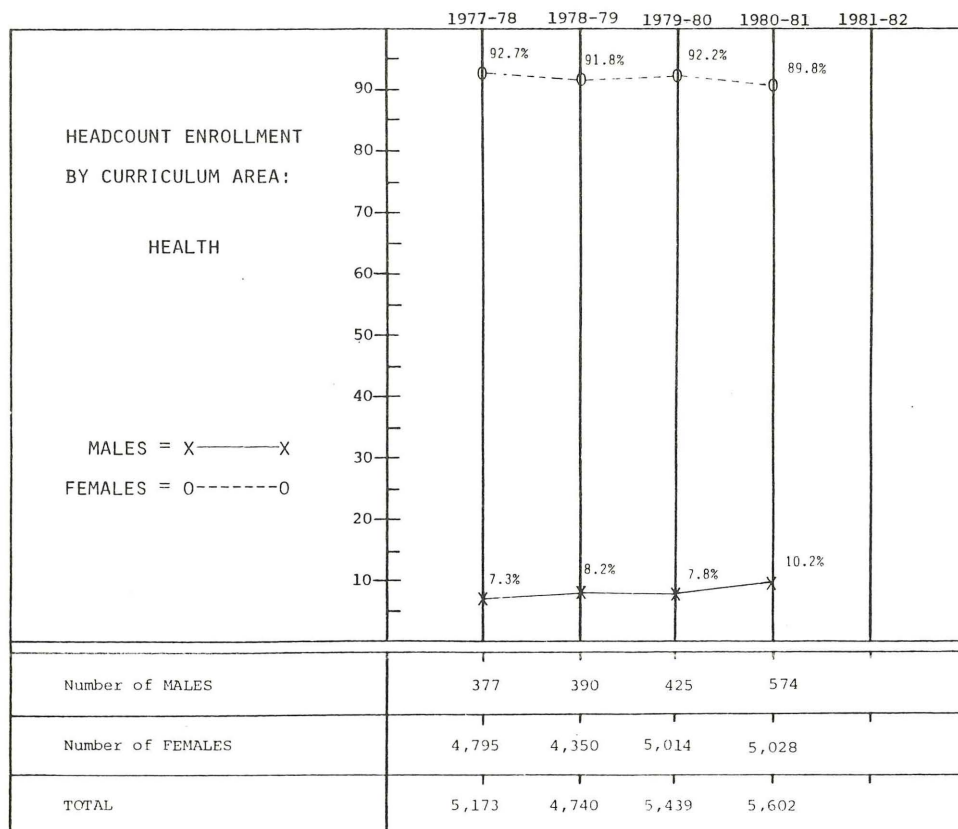 1977-78 1978-79 1979-80 1980-81 1981-82
92.7% 91.8% 92.2% 89.8%
90
HEADCOUNT ENROLLMENT
80
BY CURRICULUM AREA:
70
HEALTH
60
50
40
MALES = X———X
30
FEMALES = O-------O
20
10
7.3% 8.2% 7.8% 10.2%
Number of MALES 377 390 425 574
Number of FEMALES 4,795 4,350 5,014 5,028
TOTAL 5,173 4,740 5,439 5,602